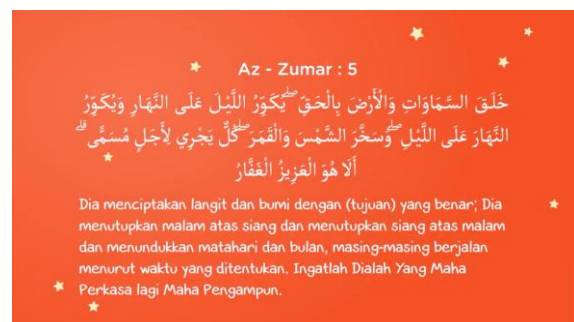 Az - Zumar : 5
خَلَقَ السَّمَاوَاتِ وَالْأَرْضَ بِالْحَقِّ ۖ يُكَوِّرُ اللَّيْلَ عَلَى النَّهَارِ وَيُكَوِّرُ
النَّهَارَ عَلَى اللَّيْلِ ۖ وَسَخَّرَ الشَّمْسَ وَالْقَمَرَ ۖ كُلٌّ يَجْرِي لِأَجَلٍ مُسَمًّى ۗ
أَلَا هُوَ الْعَزِيزُ الْغَفَّارُ
Dia menciptakan langit dan bumi dengan (tujuan) yang benar; Dia
menutupkan malam atas siang dan menutupkan siang atas malam
dan menundukkan matahari dan bulan, masing-masing berjalan
menurut waktu yang ditentukan. Ingatlah Dialah Yang Maha
Perkasa lagi Maha Pengampun.